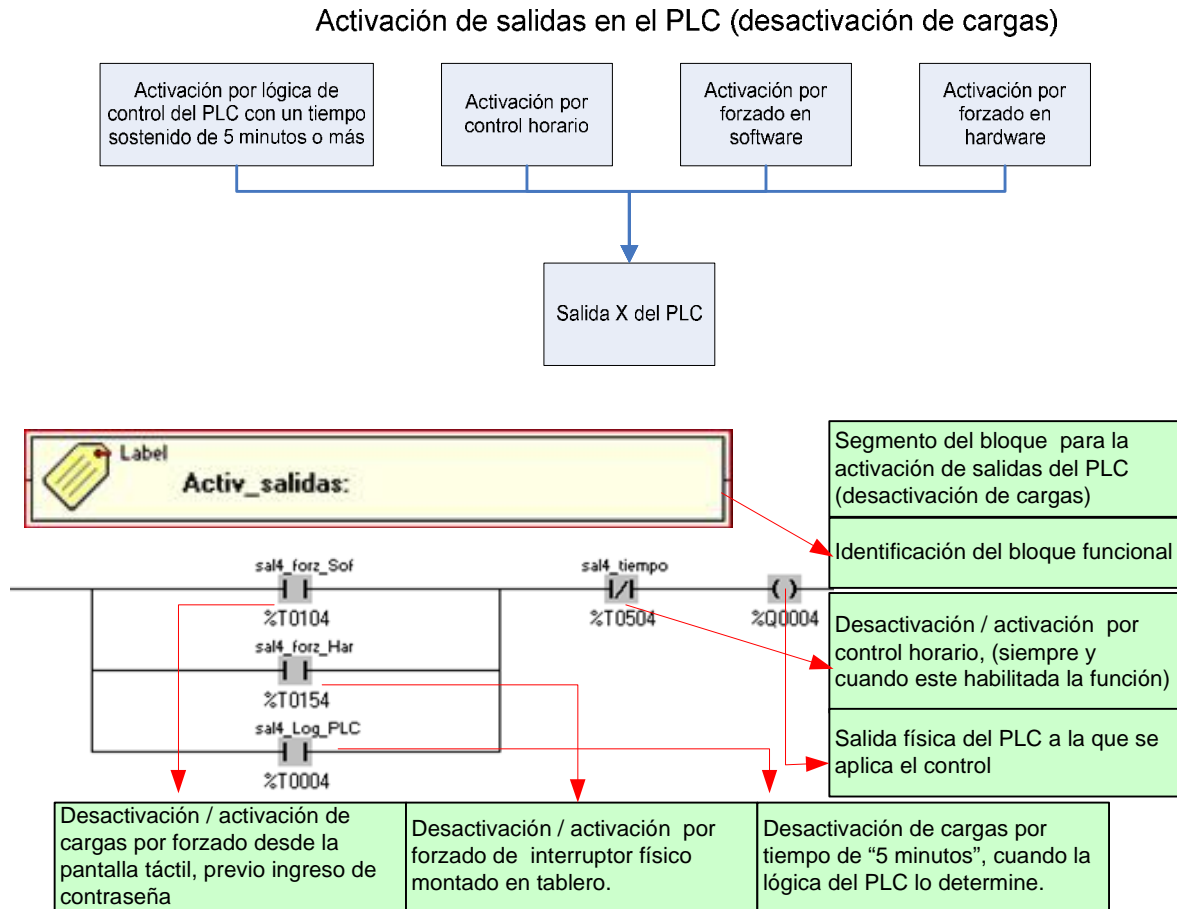 Activación de salidas en el PLC (desactivación de cargas)
Activación por lógica de
control del PLC con un tiempo
sostenido de 5 minutos o más
Activación por
control horario
Activación por
forzado en
software
Activación por
forzado en
hardware
Salida X del PLC
Label
Activ_salidas:
Segmento del bloque para la
activación de salidas del PLC
(desactivación de cargas)
Identificación del bloque funcional
sal4_forz_Sof
%T0104
sal4_tiempo
%T0504
%Q0004
sal4_forz_Har
%T0154
sal4_Log_PLC
%T0004
Desactivación / activación por
control horario, (siempre y
cuando este habilitada la función)
Salida física del PLC a la que se
aplica el control
Desactivación / activación de
cargas por forzado desde la
pantalla táctil, previo ingreso de
contraseña
Desactivación / activación por
forzado de interruptor físico
montado en tablero.
Desactivación de cargas por
tiempo de “5 minutos”, cuando la
lógica del PLC lo determine.